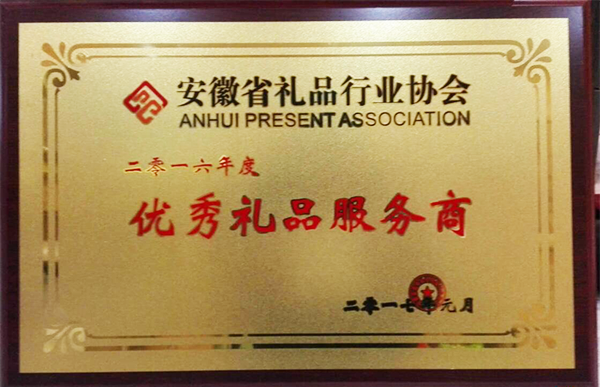 安徽省礼品行业协会
ANHUI PRESENT ASSOCIATION
二零一六年度
优秀礼品服务商
二零一七年元月